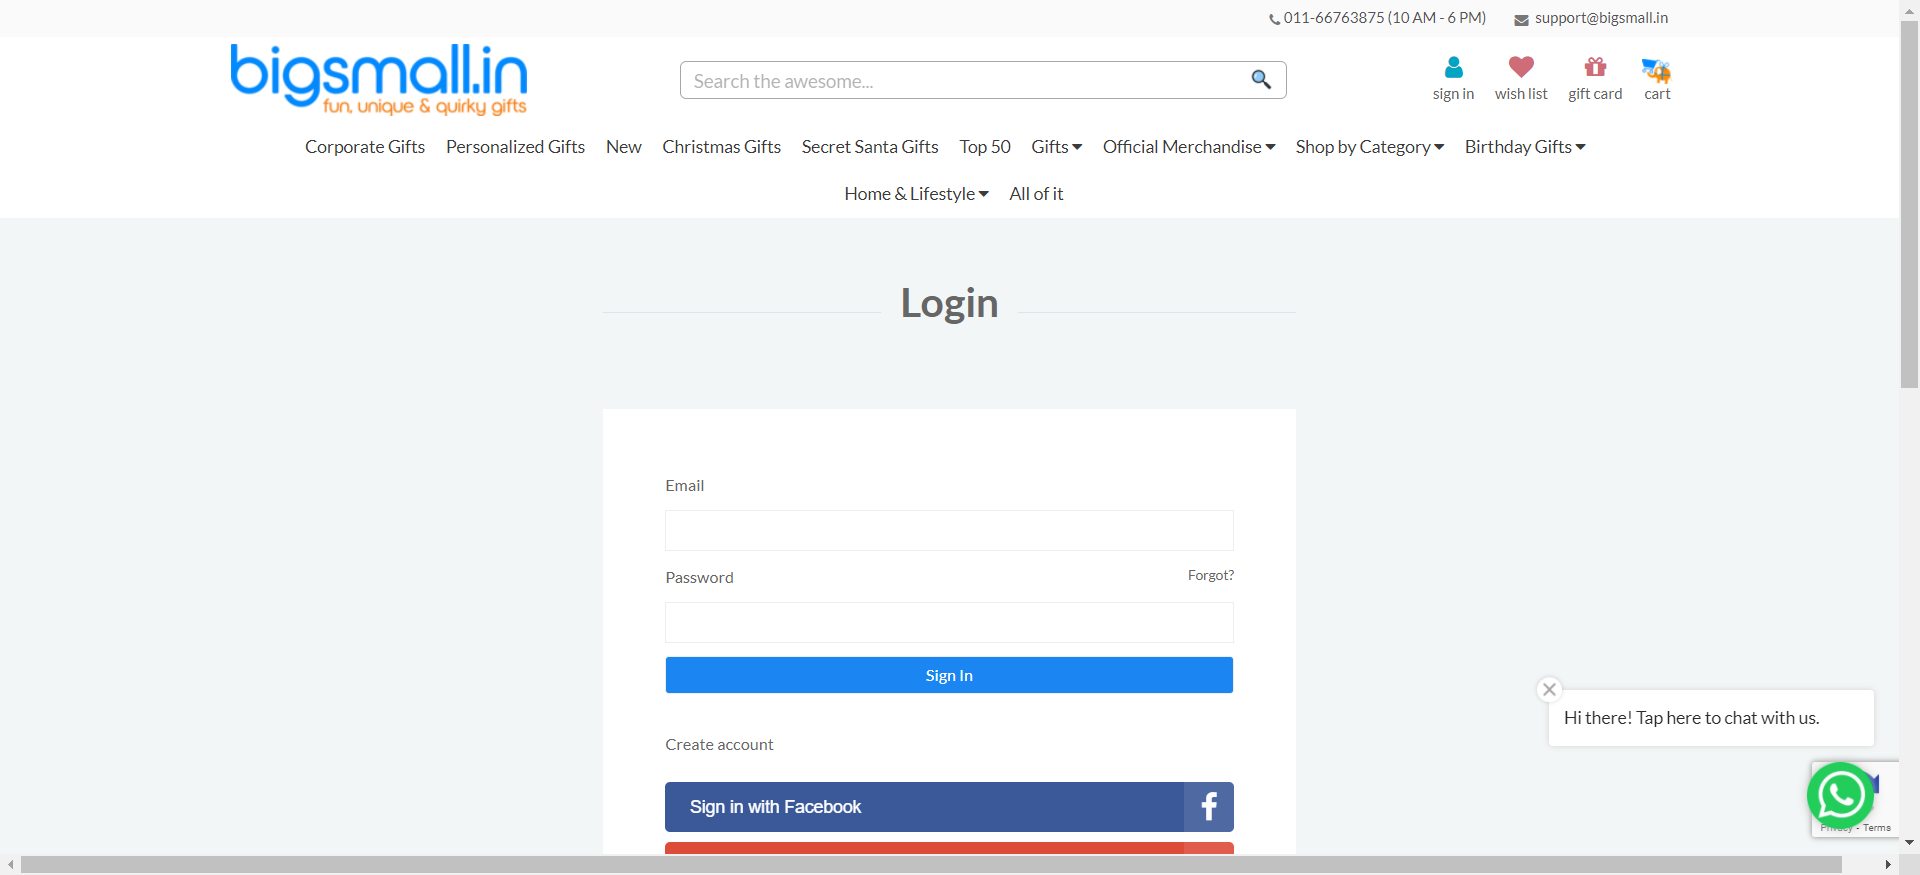 011-66763875 (10 AM - 6 PM) support@bigsmall.in
bigsmall.in
fun, unique & quirky gifts
Search the awesome...
sign in wish list gift card cart
Corporate Gifts Personalized Gifts New Christmas Gifts Secret Santa Gifts Top 50 Gifts Official Merchandise Shop by Category Birthday Gifts
Home & Lifestyle All of it
Login
Email
Password Forgot?
Sign In
Hi there! Tap here to chat with us.
Create account
Sign in with Facebook
Privacy - Terms